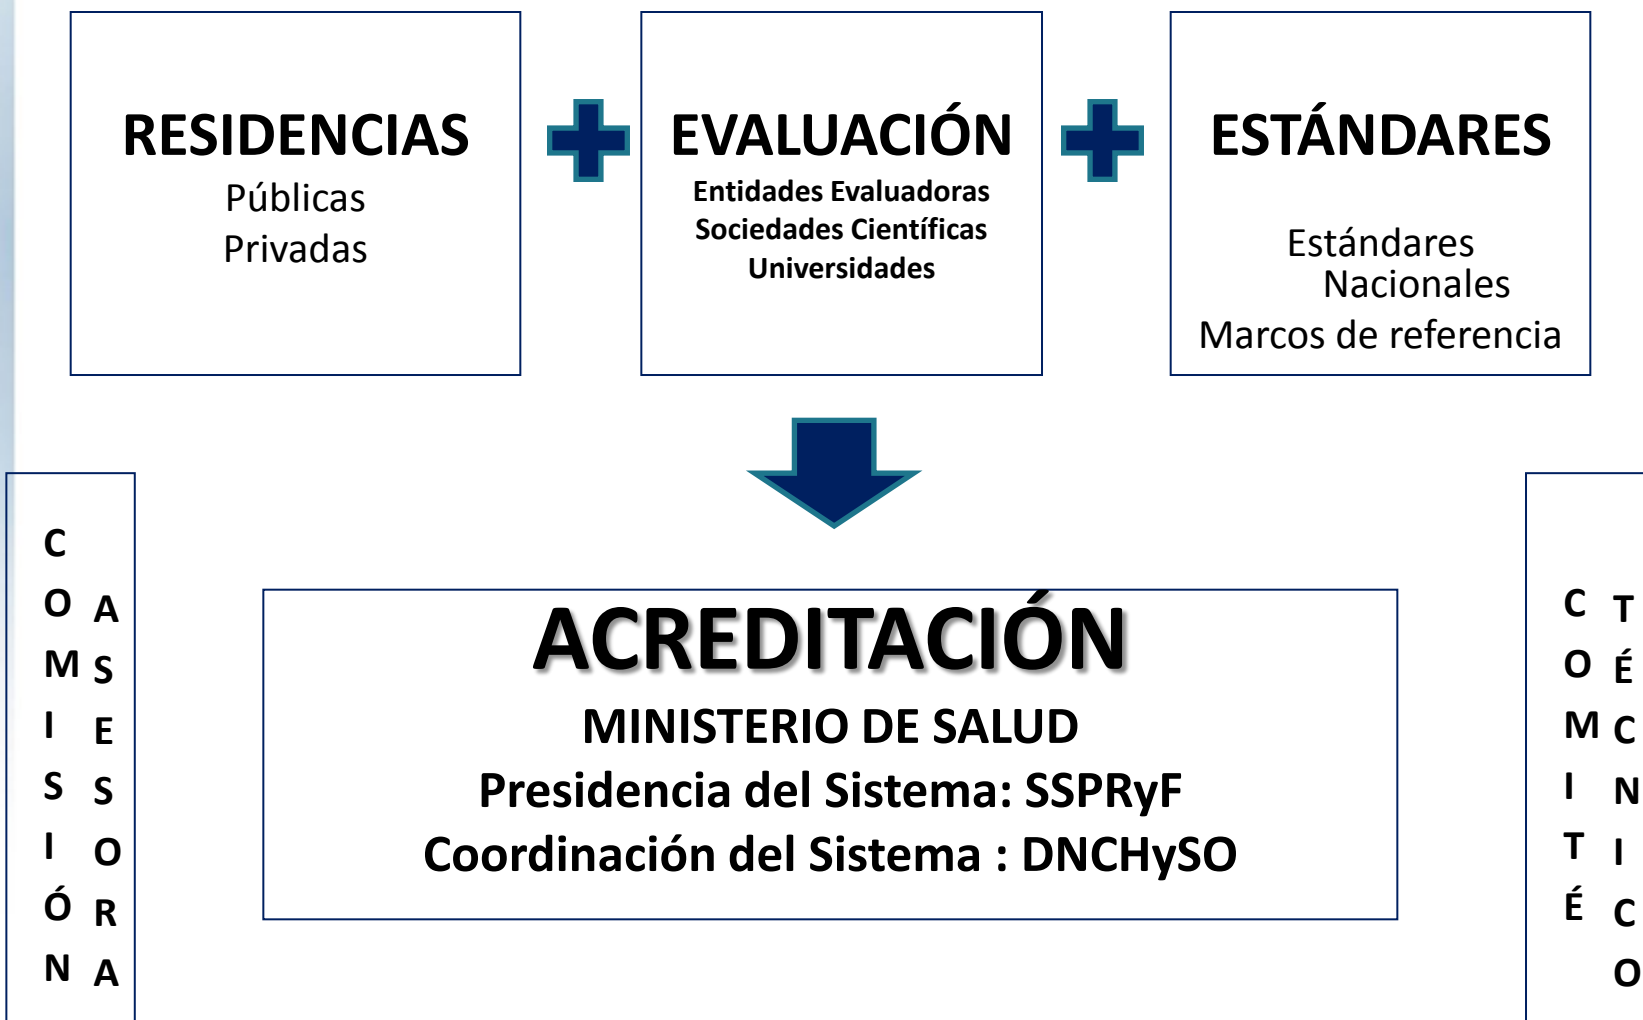 RESIDENCIAS
Públicas
Privadas
EVALUACIÓN
Entidades Evaluadoras
Sociedades Científicas
Universidades
ESTÁNDARES
Estándares
Nacionales
Marcos de referencia
COMISIÓN
ASESORA
ACREDITACIÓN
MINISTERIO DE SALUD
Presidencia del Sistema: SSPRyF
Coordinación del Sistema : DNCHySO
COMITÉ
TÉCNICO